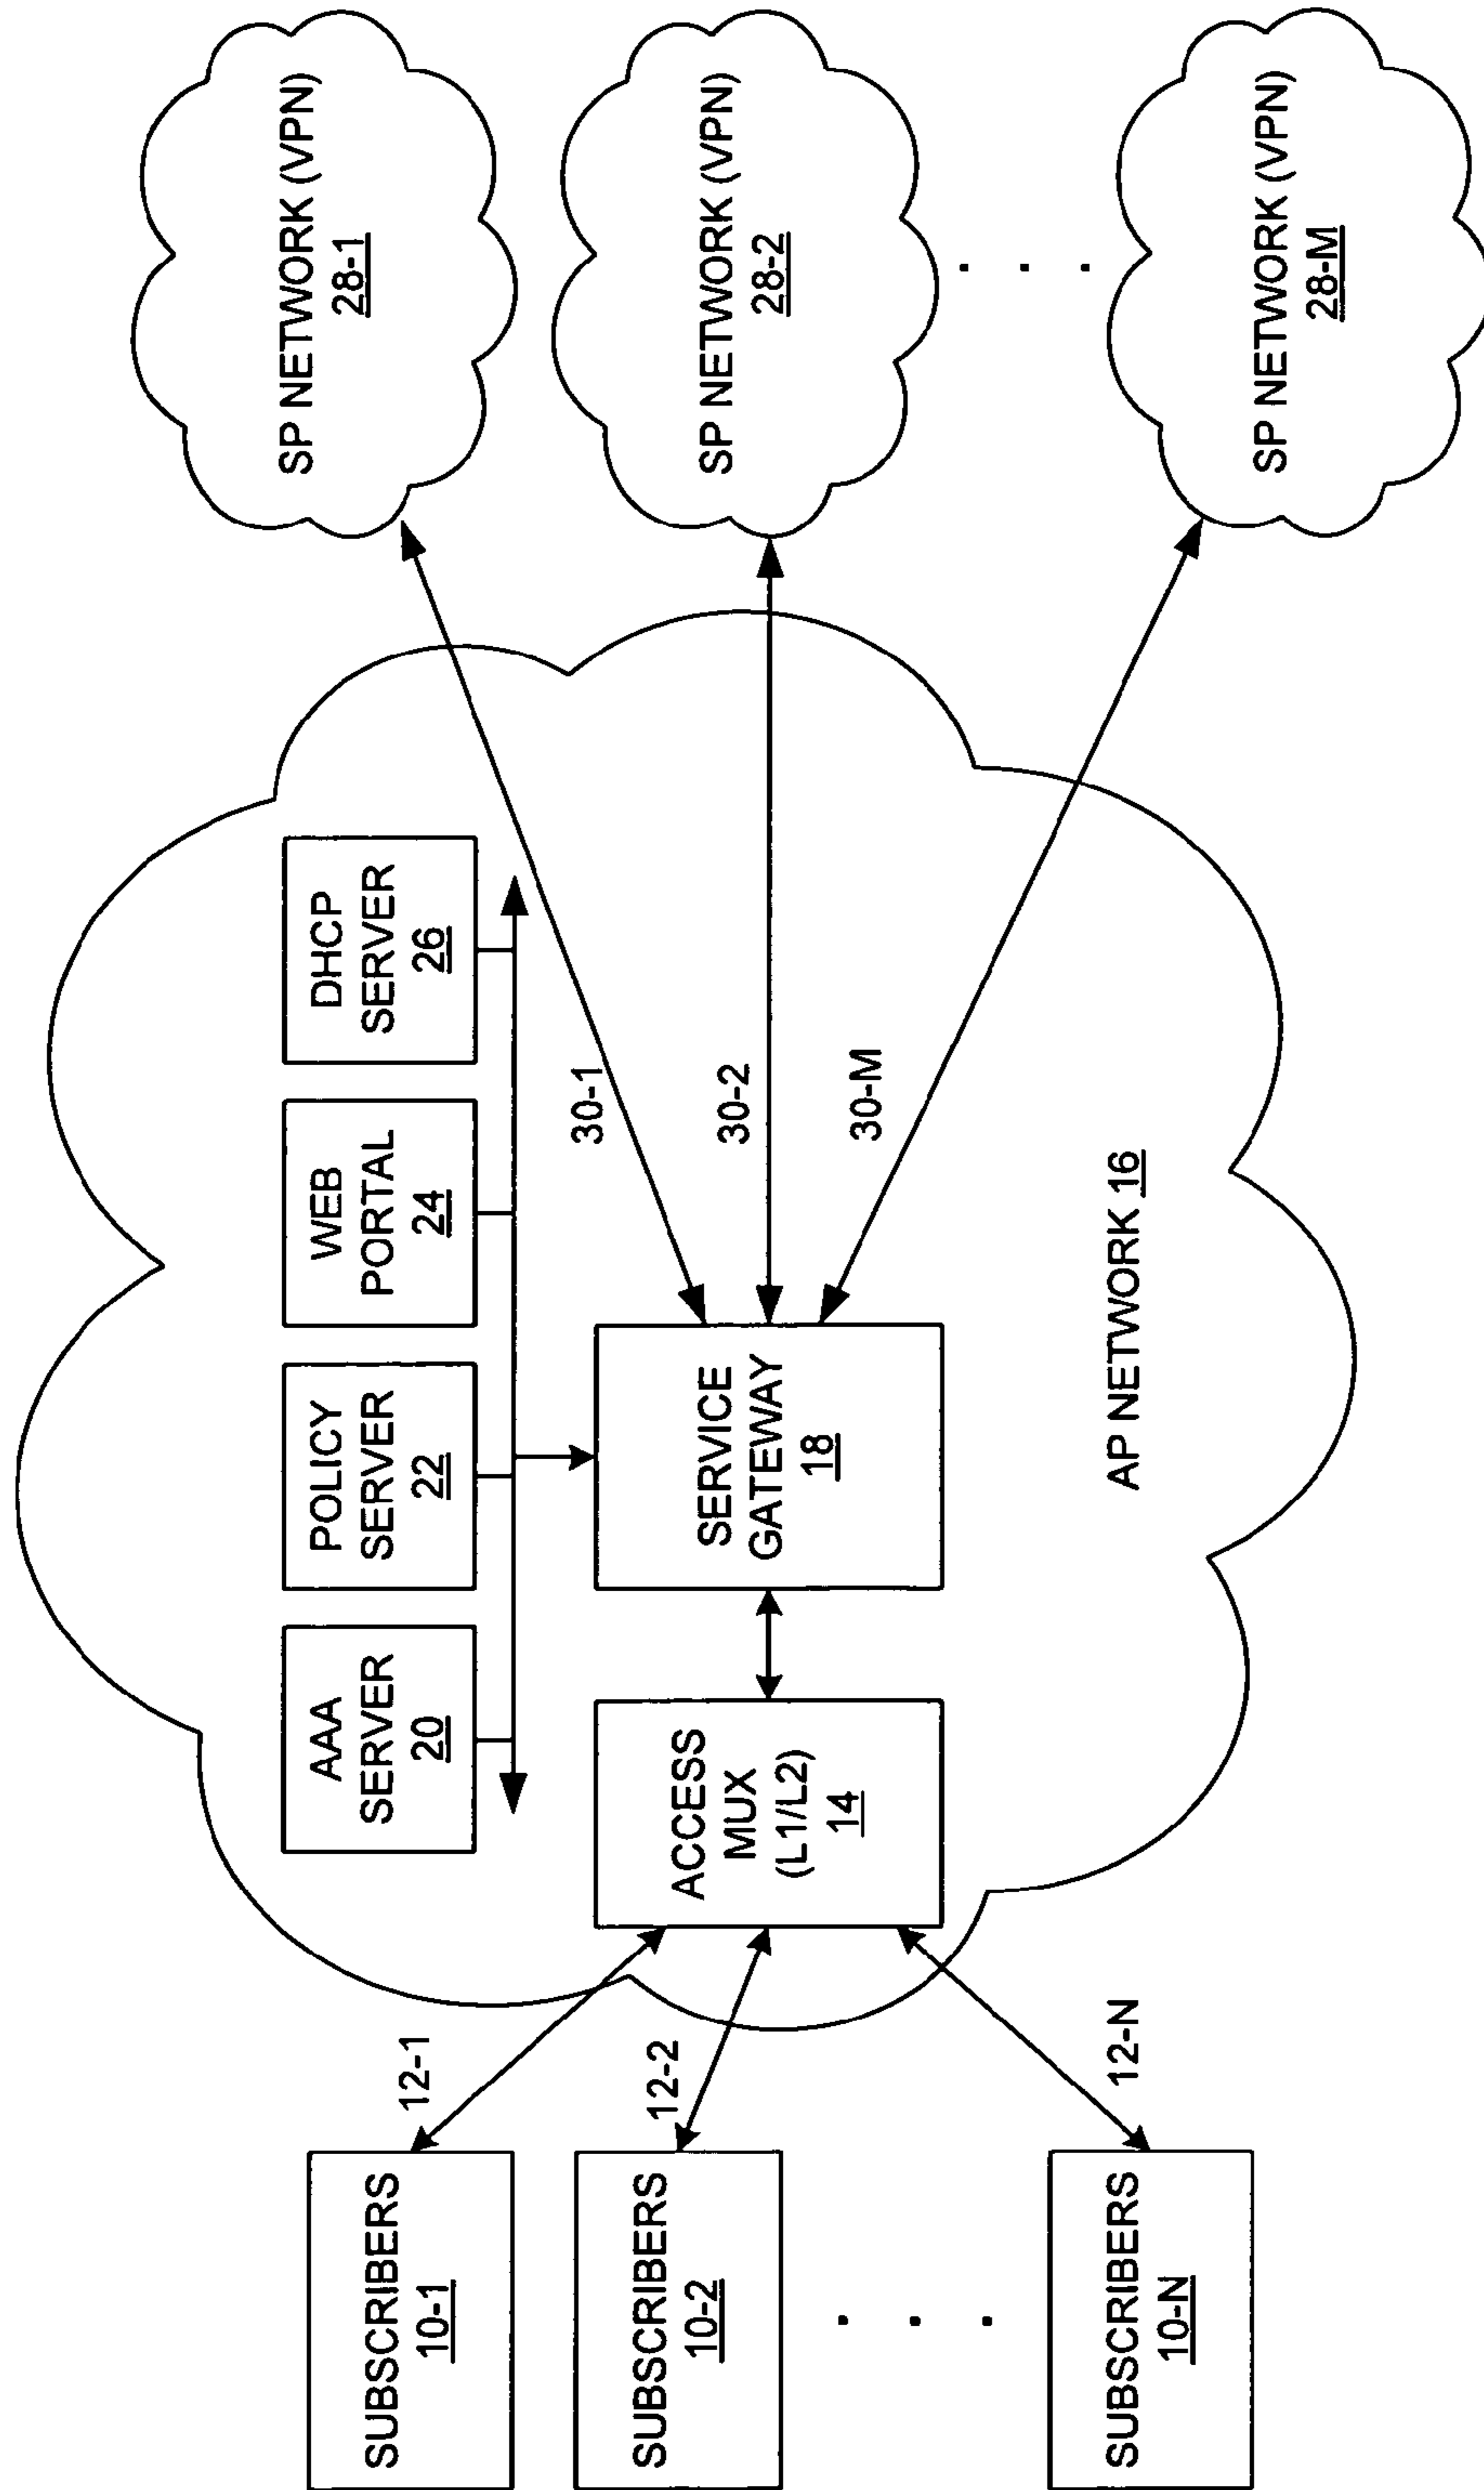 SUBSCRIBERS
10-1
SUBSCRIBERS
10-2
. . .
SUBSCRIBERS
10-N
12-1
12-2
12-N
AAA
SERVER
20
POLICY
SERVER
22
WEB
PORTAL
24
DHCP
SERVER
26
ACCESS
MUX
(L1/L2)
14
SERVICE
GATEWAY
18
30-1
30-2
30-M
AP NETWORK 16
SP NETWORK (VPN)
28-1
SP NETWORK (VPN)
28-2
. . .
SP NETWORK (VPN)
28-M